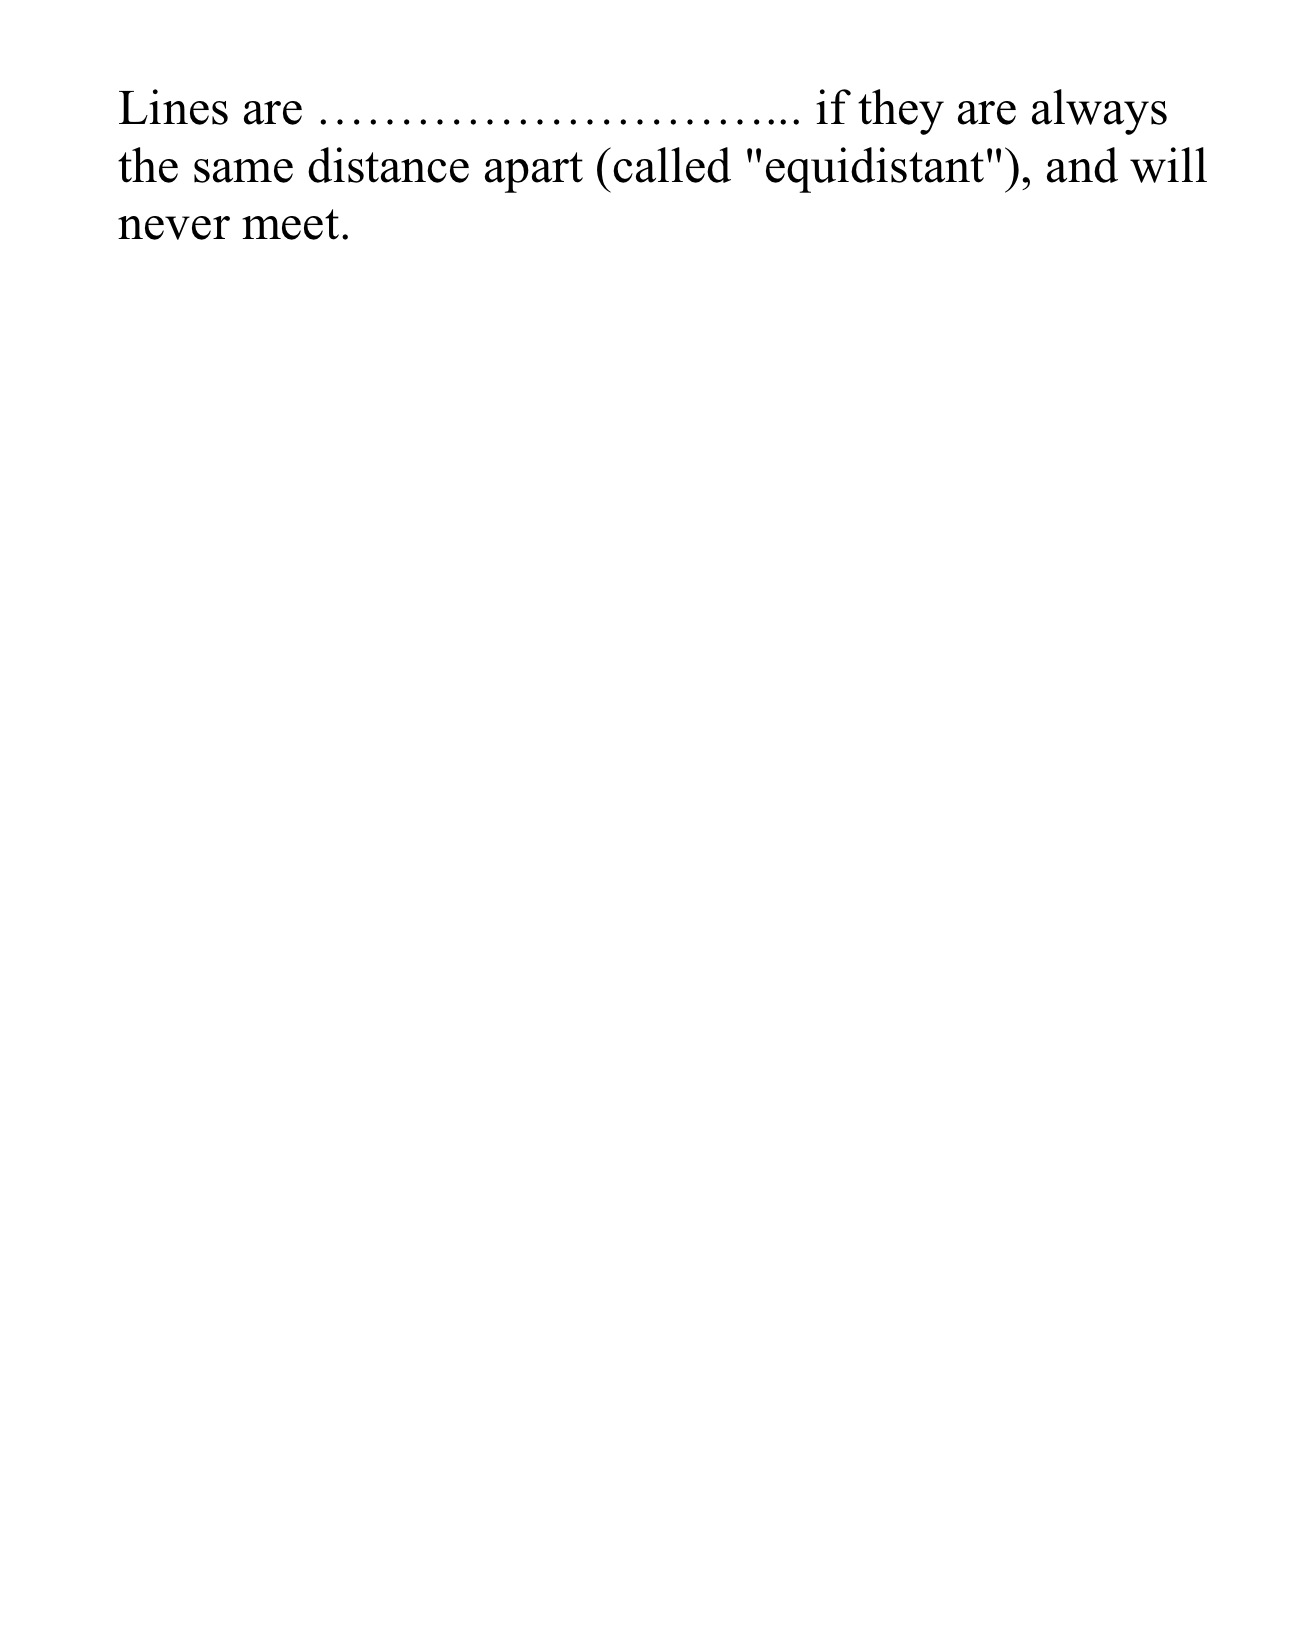 Lines are ………………………... if they are always
the same distance apart (called "equidistant"), and will
never meet.